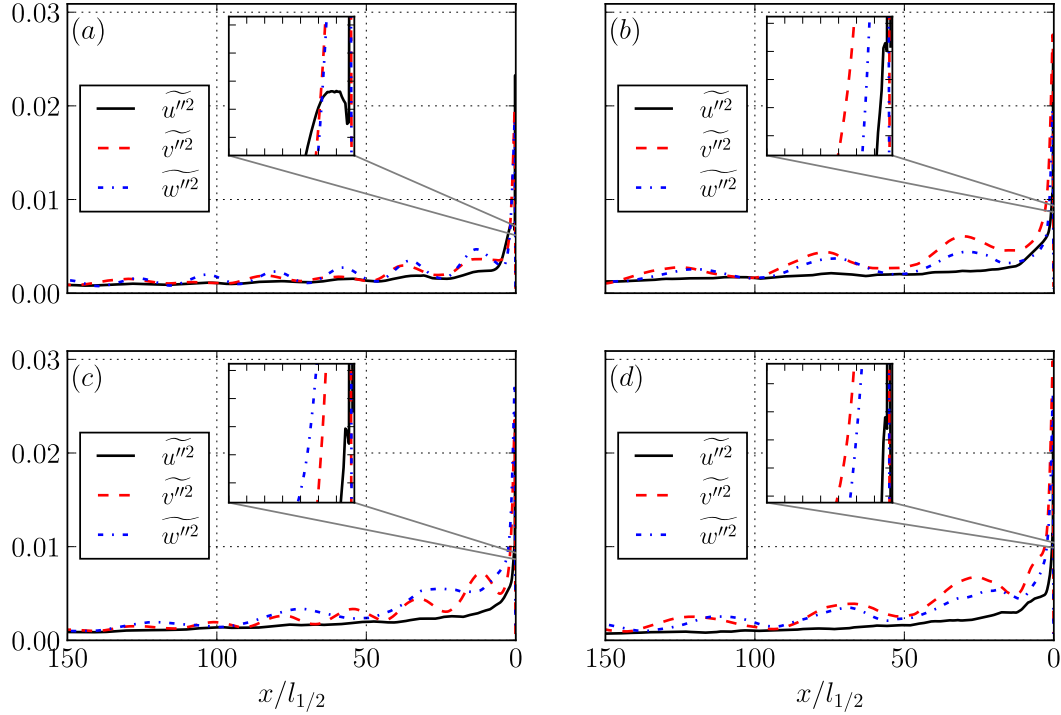 (a)
0.03
0.02
0.01
0.00
\widetilde{u''^2}
\widetilde{v''^2}
\widetilde{w''^2}
(b)
\widetilde{u''^2}
\widetilde{v''^2}
\widetilde{w''^2}
(c)
0.03
0.02
0.01
0.00
\widetilde{u''^2}
\widetilde{v''^2}
\widetilde{w''^2}
150 100 50 0
x/l_{1/2}
(d)
\widetilde{u''^2}
\widetilde{v''^2}
\widetilde{w''^2}
150 100 50 0
x/l_{1/2}